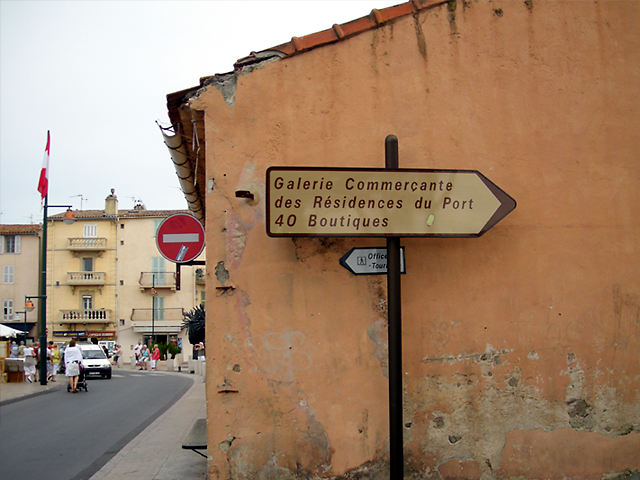 Galerie Commerçante
des Résidences du Port
40 Boutiques
Office
-Touri